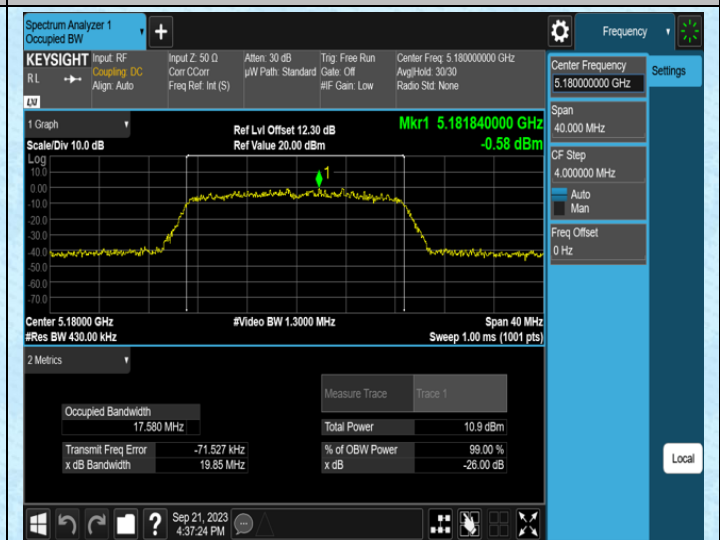 Spectrum Analyzer 1
Occupied BW
+
Frequency
KEYSIGHT
R L
LXI
Input: RF
Coupling: DC
Align: Auto
Input Z: 50 Ω
Corr CCorr
Freq Ref: Int (S)
Atten: 30 dB
µW Path: Standard
Trig: Free Run
Gate: Off
#IF Gain: Low
Center Freq: 5.180000000 GHz
Avg|Hold: 30/30
Radio Std: None
Center Frequency
5.180000000 GHz
Settings
Span
40.000 MHz
CF Step
4.000000 MHz
Auto
Man
Freq Offset
0 Hz
1 Graph
Scale/Div 10.0 dB
Ref Lvl Offset 12.30 dB
Ref Value 20.00 dBm
Mkr1 5.181840000 GHz
-0.58 dBm
Log
10.0
0.00
-10.0
-20.0
-30.0
-40.0
-50.0
-60.0
-70.0
1
Center 5.18000 GHz
#Res BW 430.00 kHz
#Video BW 1.3000 MHz
Span 40 MHz
Sweep 1.00 ms (1001 pts)
2 Metrics
Measure Trace
Trace 1
Occupied Bandwidth
17.580 MHz
Total Power
10.9 dBm
Transmit Freq Error
-71.527 kHz
% of OBW Power
99.00 %
x dB Bandwidth
19.85 MHz
x dB
-26.00 dB
Local
?
Sep 21, 2023
4:37:24 PM